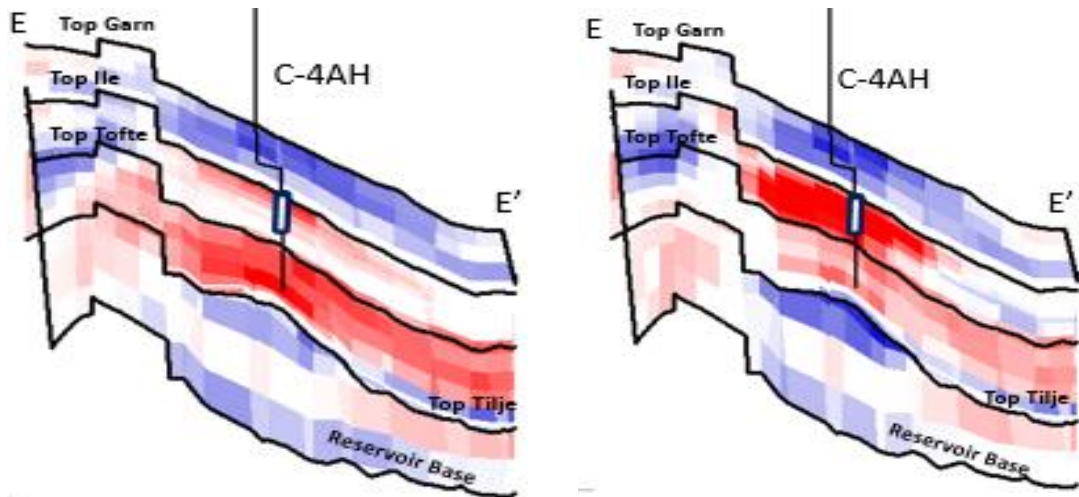 E
Top Garn
C-4AH
Top Ile
Top Tofte
E’
Top Tilje
Reservoir Base
E
Top Garn
C-4AH
Top Ile
Top Tofte
E’
Top Tilje
Reservoir Base